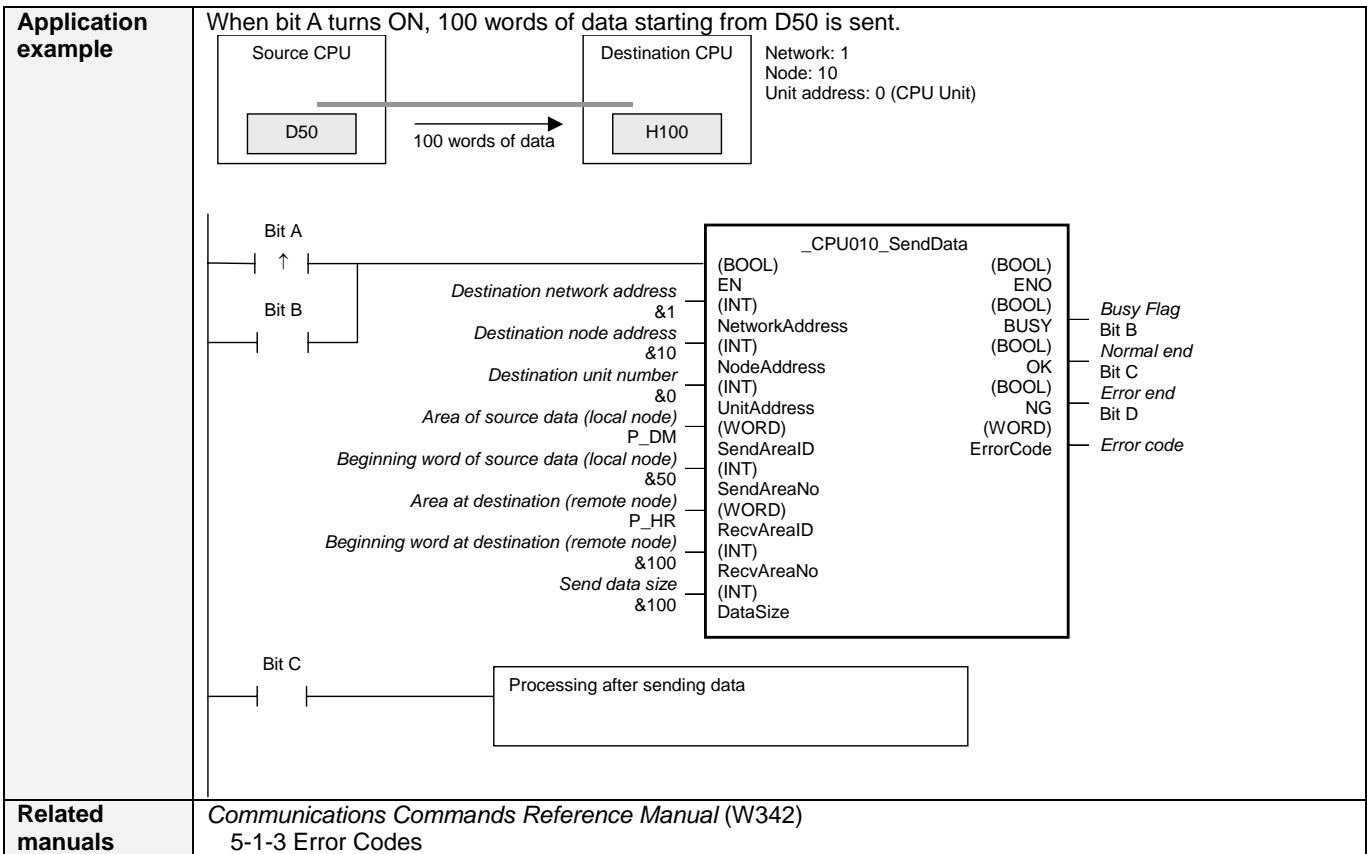 Application example
When bit A turns ON, 100 words of data starting from D50 is sent.
Source CPU
Destination CPU
Network: 1
Node: 10
Unit address: 0 (CPU Unit)
D50
100 words of data
H100
Bit A
↑
Bit B
_CPU010_SendData
(BOOL) (BOOL)
EN ENO
Destination network address
&1
(INT) (BOOL)
NetworkAddress BUSY
Busy Flag
Bit B
Destination node address
&10
(INT) (BOOL)
NodeAddress OK
Normal end
Bit C
Destination unit number
&0
(INT) (BOOL)
UnitAddress NG
Error end
Bit D
Area of source data (local node)
P_DM
(WORD) (WORD)
SendAreaID ErrorCode
Error code
Beginning word of source data (local node)
&50
(INT)
SendAreaNo
Area at destination (remote node)
P_HR
(WORD)
RecvAreaID
Beginning word at destination (remote node)
&100
(INT)
RecvAreaNo
Send data size
&100
(INT)
DataSize
Bit C
Processing after sending data
Related manuals
Communications Commands Reference Manual (W342)
5-1-3 Error Codes